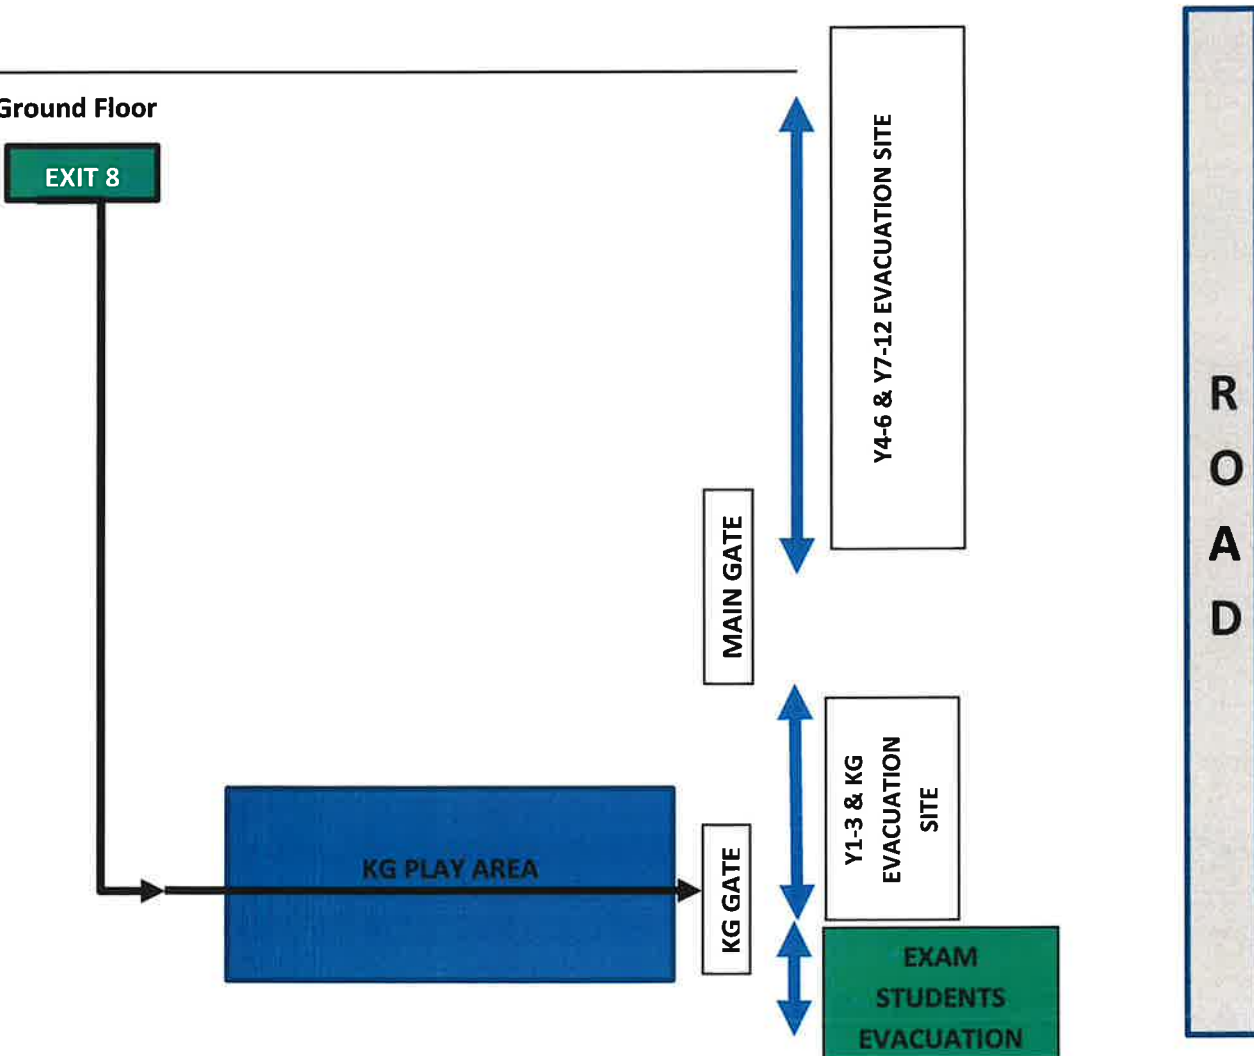 Ground Floor
EXIT 8
Y4-6 & Y7-12 EVACUATION SITE
MAIN GATE
R
O
A
D
Y1-3 & KG
EVACUATION
SITE
KG PLAY AREA
KG GATE
EXAM
STUDENTS
EVACUATION